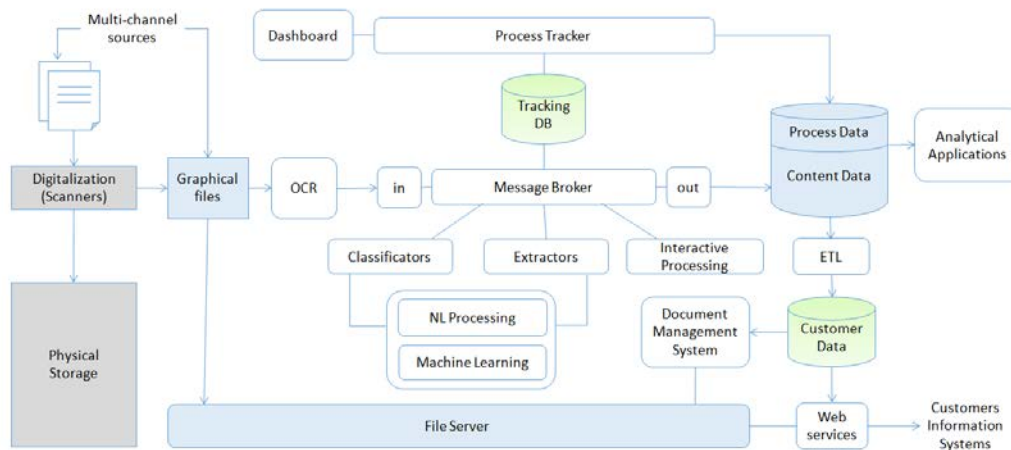 Multi-channel
sources
Dashboard
Process Tracker
Tracking
DB
Process Data
Content Data
Analytical
Applications
Digitalization
(Scanners)
Graphical
files
OCR
in
Message Broker
out
Classificators
Extractors
Interactive
Processing
ETL
NL Processing
Machine Learning
Document
Management
System
Customer
Data
Physical
Storage
File Server
Web
services
Customers
Information
Systems